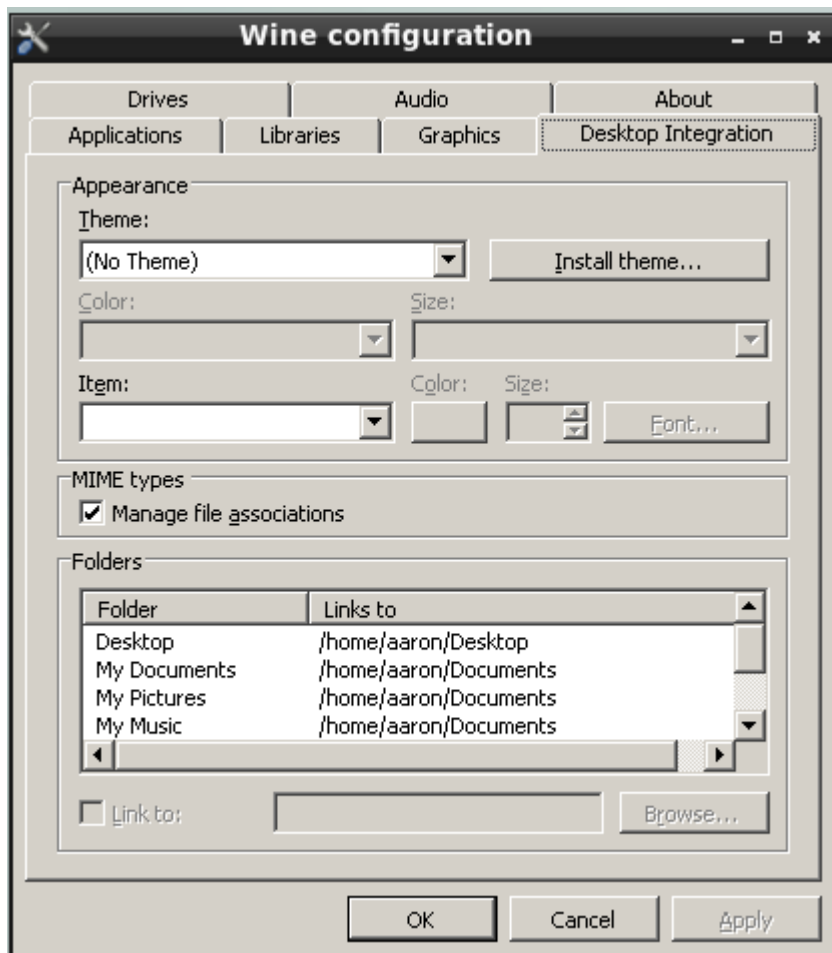 Wine configuration
Drives Audio About
Applications Libraries Graphics Desktop Integration
Appearance
Theme:
(No Theme) Install theme...
Color: Size:
Item: Color: Size:
Font...
MIME types
Manage file associations
Folders
Folder Links to
Desktop /home/aaron/Desktop
My Documents /home/aaron/Documents
My Pictures /home/aaron/Documents
My Music /home/aaron/Documents
Link to: Browse...
OK Cancel Apply